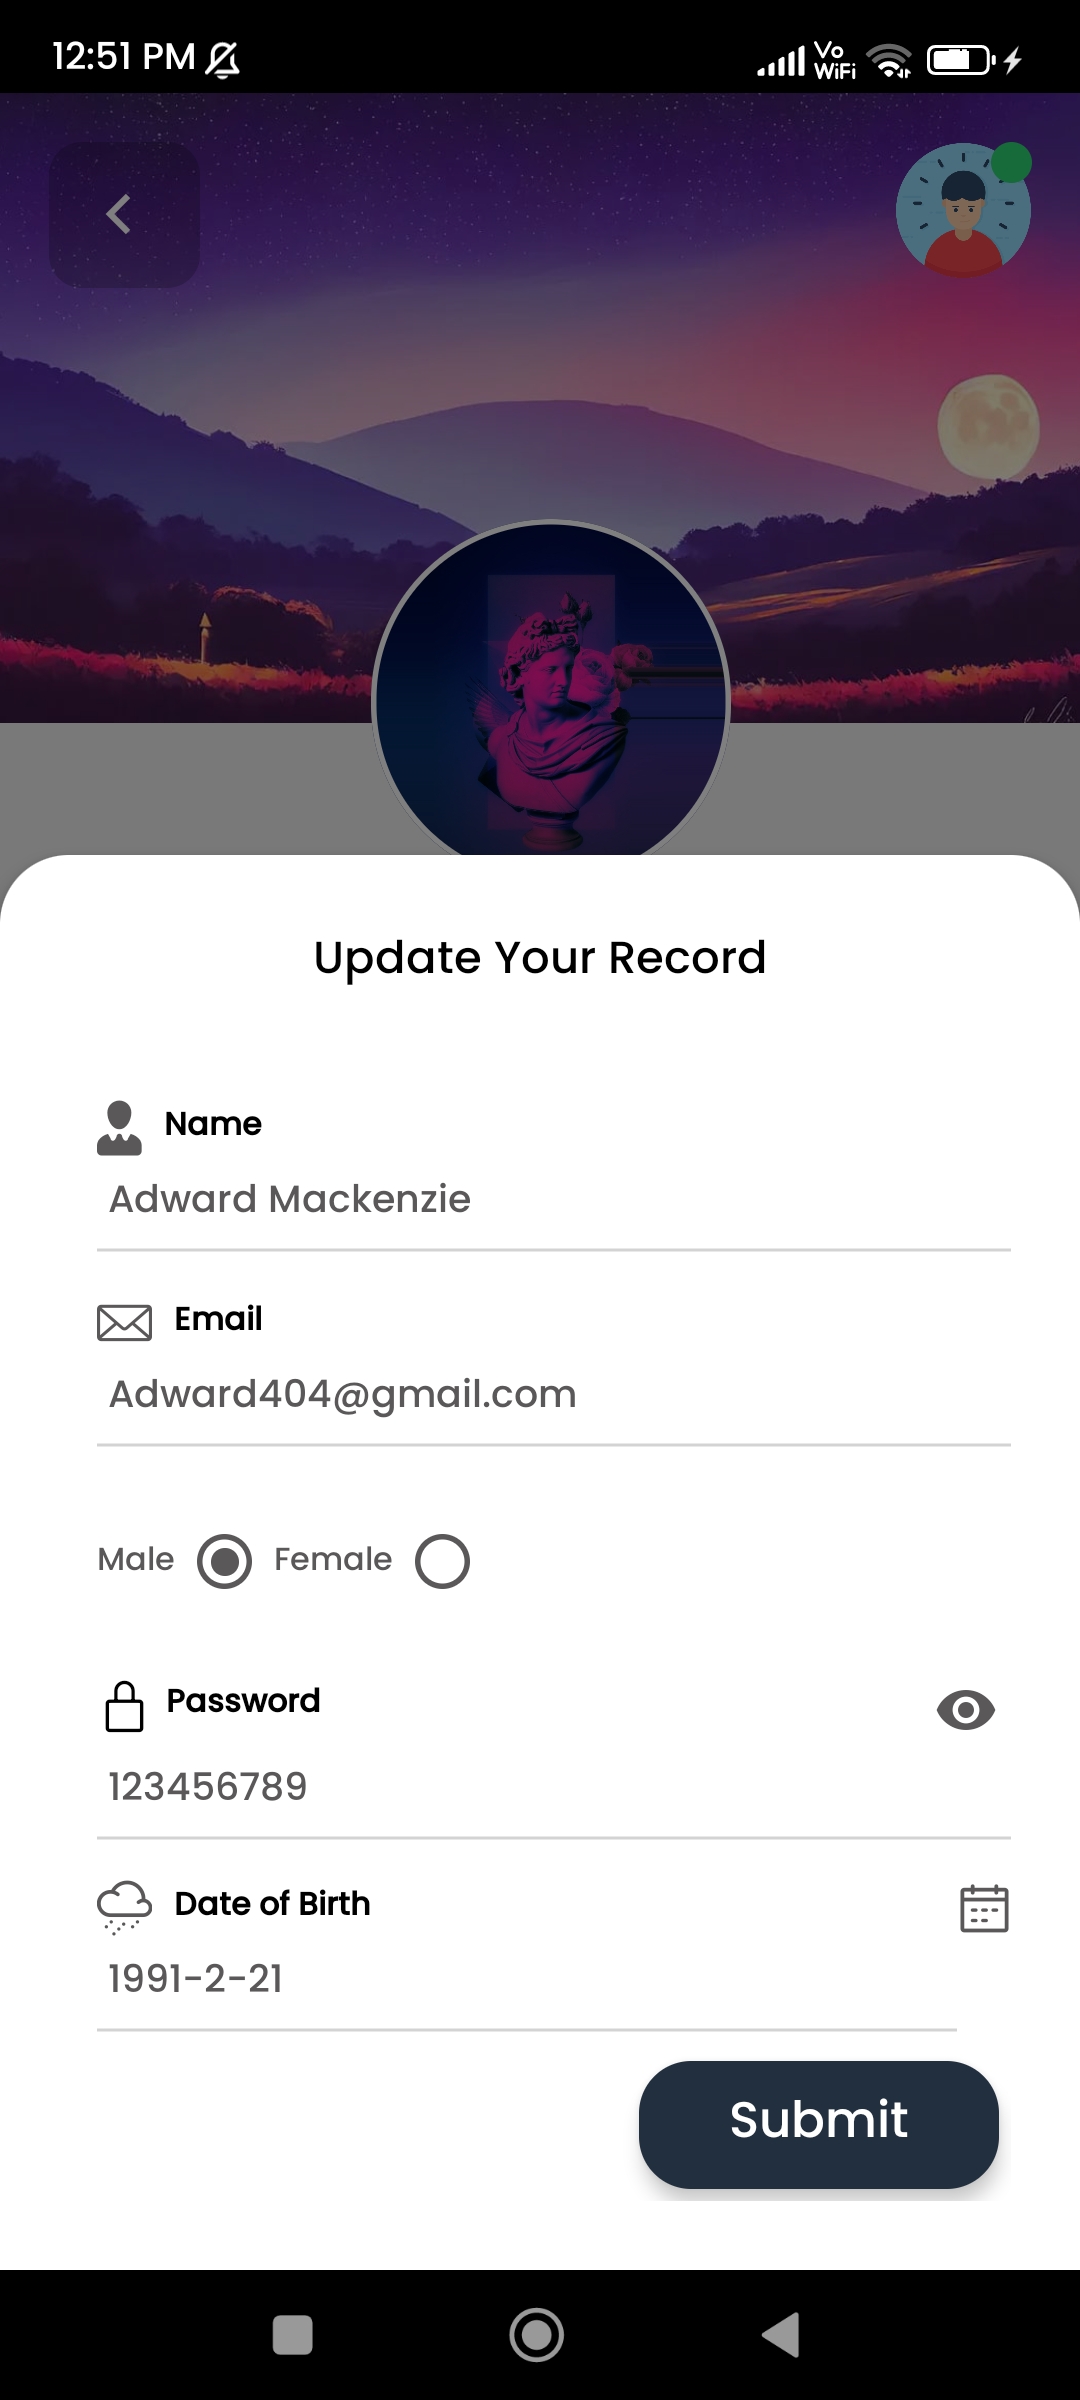 12:51 PM
Vo
WiFi
Update Your Record
Name
Adward Mackenzie
Email
Adward404@gmail.com
Male Female
Password
123456789
Date of Birth
1991-2-21
Submit